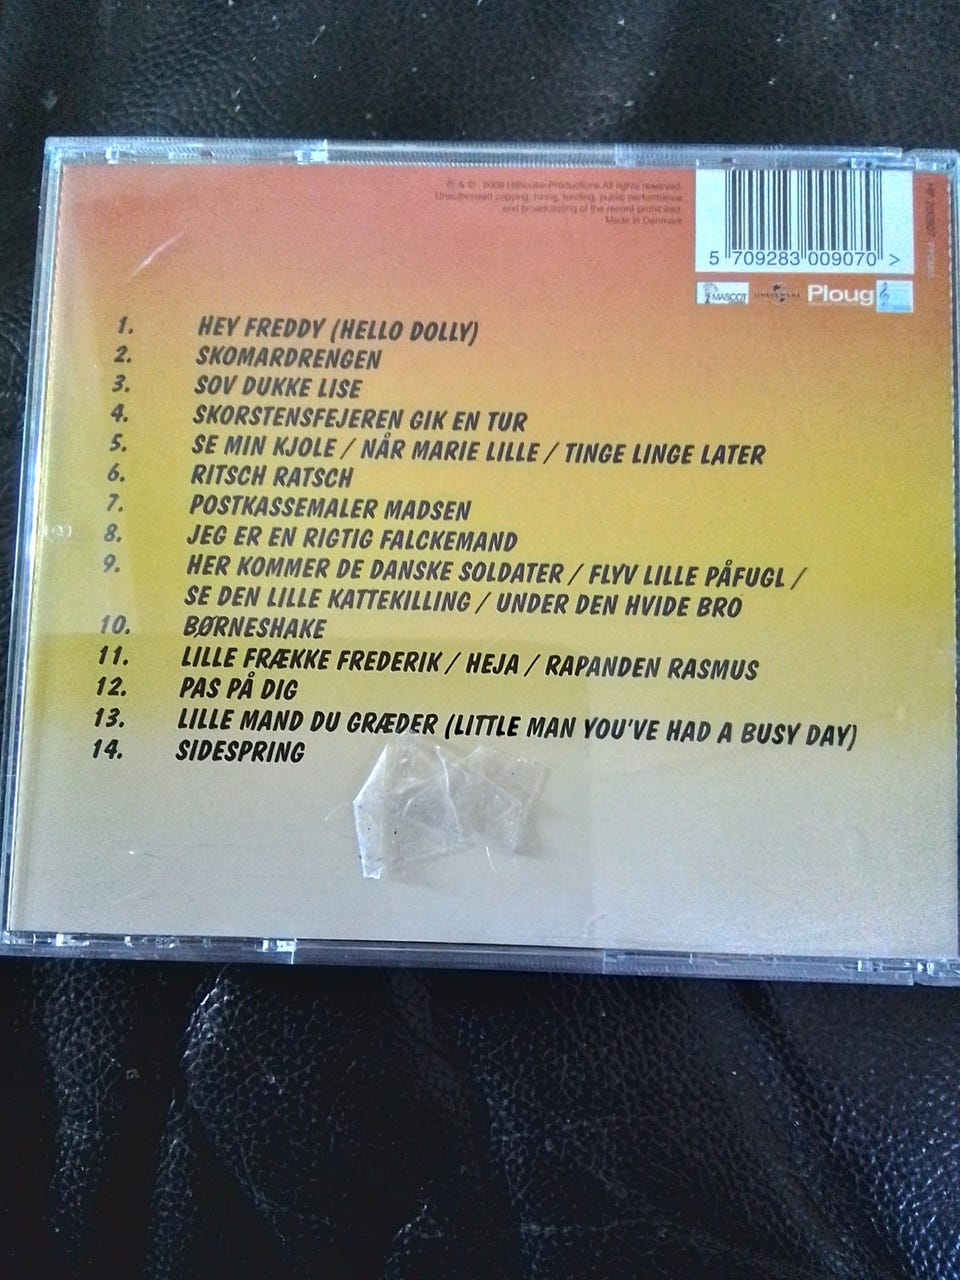 ℗ & © 2009 Hilhouse-Productions. All rights reserved.
Unauthorised copying, hiring, lending, public performance
and broadcasting of the record prohibited.
Made in Denmark
5 709283 009070 >
MASCOT UNIVERSAL Ploug
1. HEY FREDDY (HELLO DOLLY)
2. SKOMARDRENGEN
3. SOV DUKKE LISE
4. SKORSTENSFEJEREN GIK EN TUR
5. SE MIN KJOLE / NÅR MARIE LILLE / TINGE LINGE LATER
6. RITSCH RATSCH
7. POSTKASSEMALER MADSEN
8. JEG ER EN RIGTIG FALCKEMAND
9. HER KOMMER DE DANSKE SOLDATER / FLYV LILLE PÅFUGL /
SE DEN LILLE KATTEKILLING / UNDER DEN HVIDE BRO
10. BØRNESHAKE
11. LILLE FRÆKKE FREDERIK / HEJA / RAPANDEN RASMUS
12. PAS PÅ DIG
13. LILLE MAND DU GRÆDER (LITTLE MAN YOU'VE HAD A BUSY DAY)
14. SIDESPRING